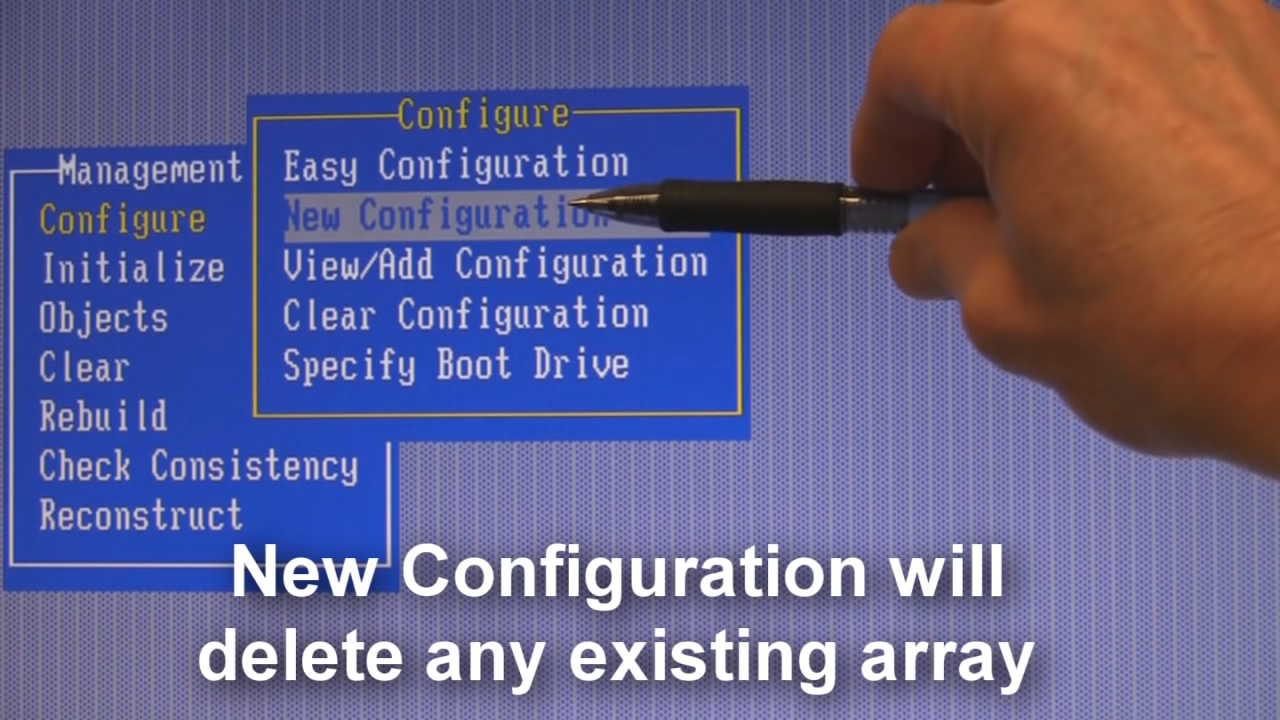 Management
Configure
Initialize
Objects
Clear
Rebuild
Check Consistency
Reconstruct
Configure
Easy Configuration
New Configuration
View/Add Configuration
Clear Configuration
Specify Boot Drive
New Configuration will
delete any existing array